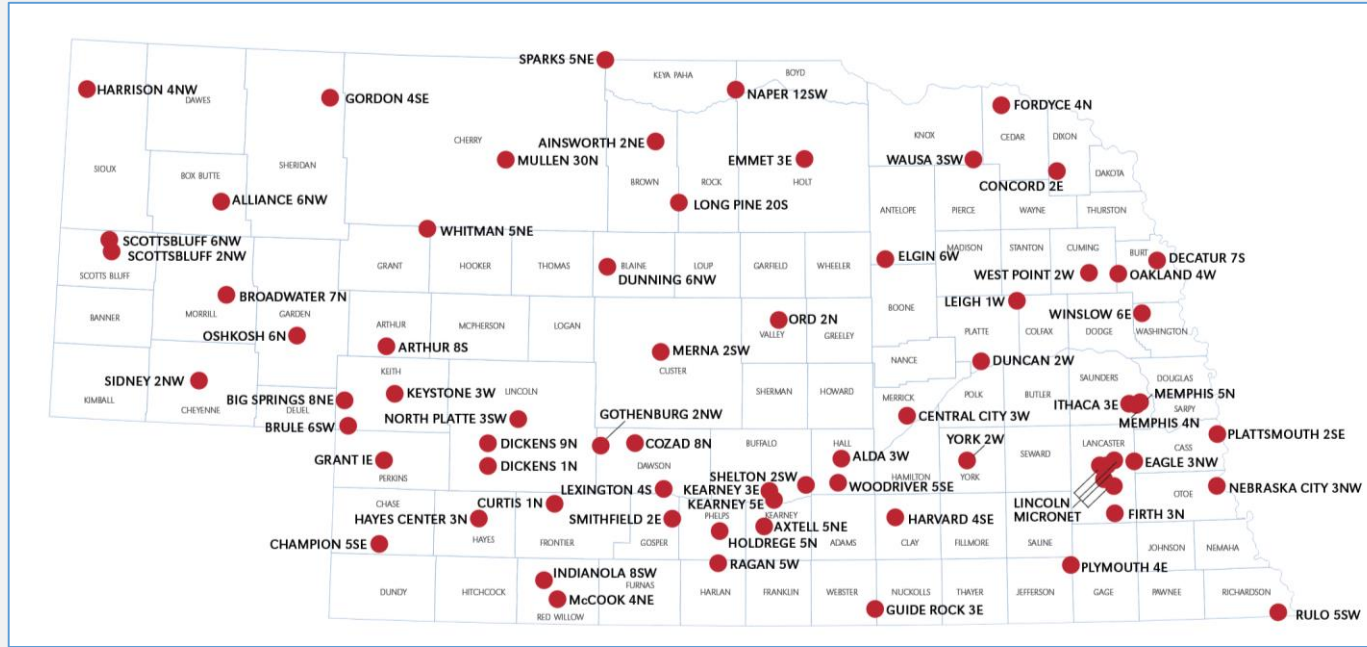 SPARKS 5NE
KEYA PAHA
BOYD
HARRISON 4NW
DAWES
GORDON 4SE
NAPER 12SW
FORDYCE 4N
CHERRY
AINSWORTH 2NE
KNOX
CEDAR
DIXON
MULLEN 30N
EMMET 3E
WAUSA 3SW
SIOUX
SHERIDAN
BOX BUTTE
BROWN
ROCK
HOLT
CONCORD 2E
DAKOTA
ALLIANCE 6NW
LONG PINE 20S
ANTELOPE
PIERCE
WAYNE
THURSTON
WHITMAN 5NE
SCOTTSBLUFF 6NW
SCOTTSBLUFF 2NW
SCOTTS BLUFF
GRANT
HOOKER
THOMAS
BLAINE
LOUP
GARFIELD
WHEELER
DUNNING 6NW
ELGIN 6W
MADISON
STANTON
CUMING
BURT
DECATUR 7S
WEST POINT 2W
OAKLAND 4W
BROADWATER 7N
MORRILL
GARDEN
BANNER
LEIGH 1W
BOONE
WINSLOW 6E
OSHKOSH 6N
ARTHUR
MCPHERSON
LOGAN
ORD 2N
VALLEY
GREELEY
PLATTE
COLFAX
DODGE
WASHINGTON
ARTHUR 8S
MERNA 2SW
CUSTER
NANCE
DUNCAN 2W
KEITH
SIDNEY 2NW
KIMBALL
CHEYENNE
DEUEL
BIG SPRINGS 8NE
KEYSTONE 3W
LINCOLN
SHERMAN
HOWARD
MERRICK
POLK
BUTLER
SAUNDERS
DOUGLAS
ITHACA 3E
MEMPHIS 5N
SARPY
MEMPHIS 4N
BRULE 6SW
NORTH PLATTE 3SW
GOTHENBURG 2NW
CENTRAL CITY 3W
PLATTSMOUTH 2SE
DICKENS 9N
COZAD 8N
BUFFALO
HALL
YORK 2W
LANCASTER
CASS
GRANT IE
PERKINS
DICKENS 1N
DAWSON
ALDA 3W
HAMILTON
YORK
SEWARD
EAGLE 3NW
SHELTON 2SW
WOODRIVER 5SE
LEXINGTON 4S
KEARNEY 3E
KEARNEY 5E
NEBRASKA CITY 3NW
OTOE
LINCOLN
MICRONET
CHASE
CURTIS 1N
HAYES CENTER 3N
SMITHFIELD 2E
PHELPS
KEARNEY
HARVARD 4SE
FIRTH 3N
AXTELL 5NE
HOLDREGE 5N
CHAMPION 5SE
HAYES
FRONTIER
GOSPER
ADAMS
CLAY
FILLMORE
SALINE
JOHNSON
NEMAHA
RAGAN 5W
PLYMOUTH 4E
INDIANOLA 8SW
FURNAS
DUNDY
HITCHCOCK
McCOOK 4NE
RED WILLOW
HARLAN
FRANKLIN
WEBSTER
NUCKOLLS
THAYER
JEFFERSON
GAGE
PAWNEE
RICHARDSON
GUIDE ROCK 3E
RULO 5SW